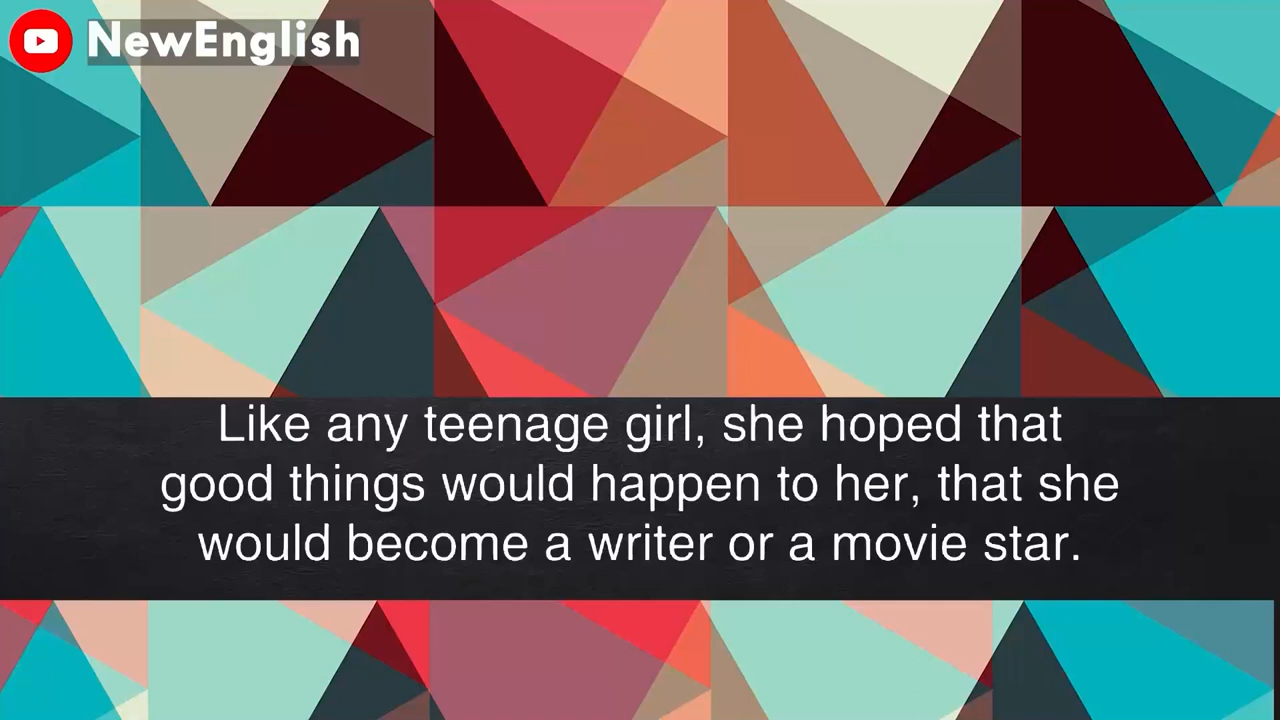 NewEnglish
Like any teenage girl, she hoped that
good things would happen to her, that she
would become a writer or a movie star.